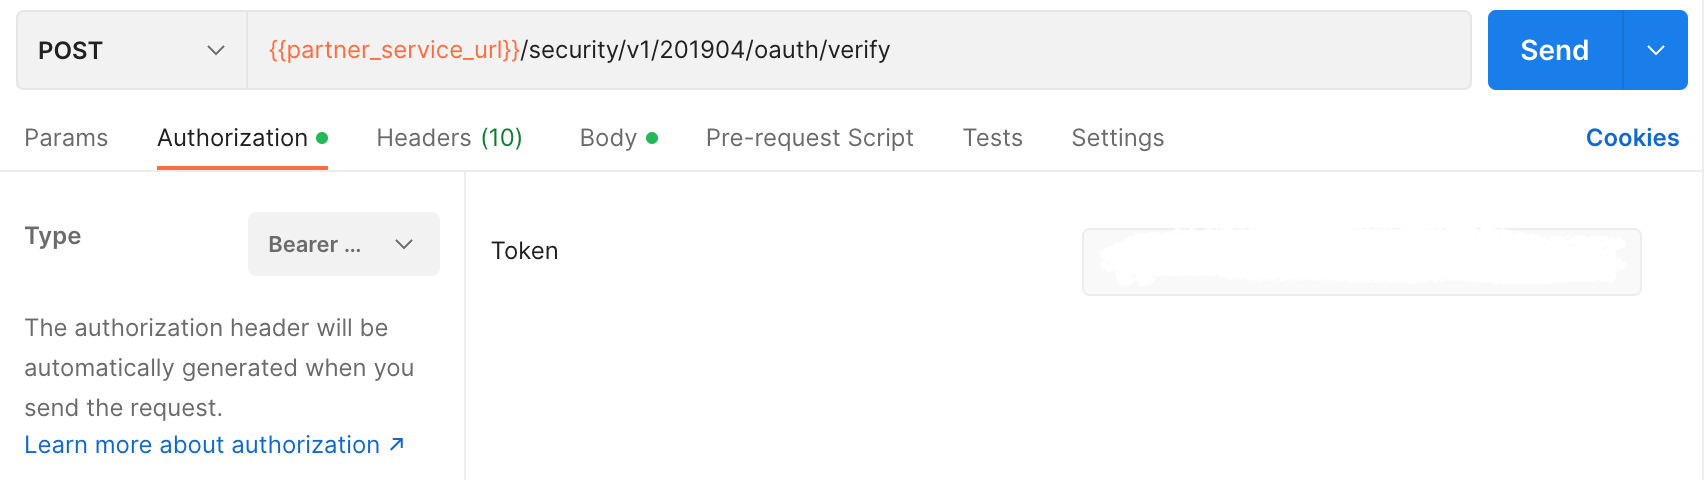 POST {{partner_service_url}}/security/v1/201904/oauth/verify Send
Params Authorization Headers (10) Body Pre-request Script Tests Settings Cookies
Type Bearer ...
Token
The authorization header will be
automatically generated when you
send the request.
Learn more about authorization ↗